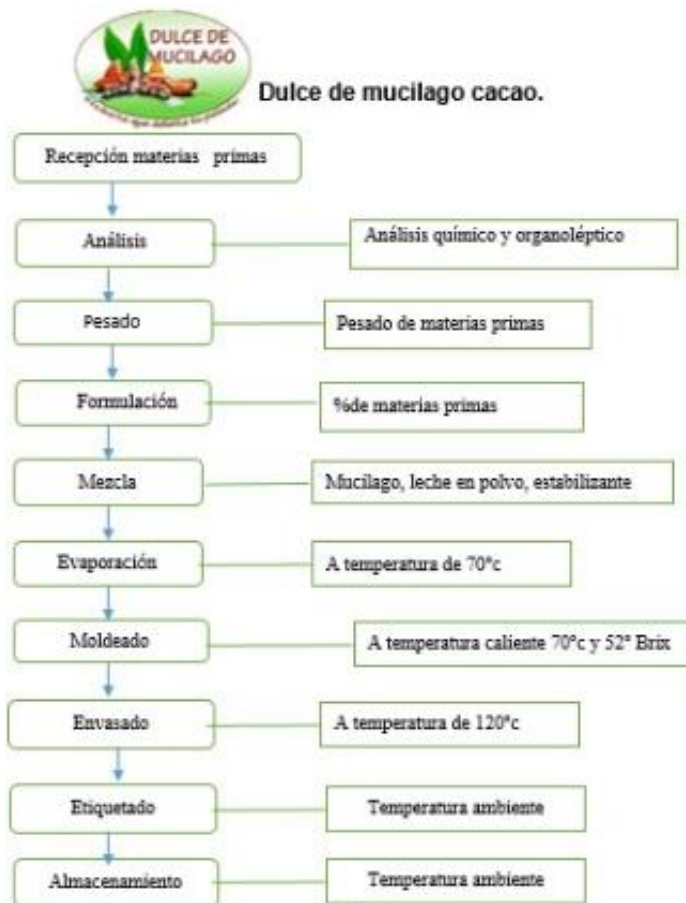 DULCE DE
MUCILAGO
Dulce de mucilago cacao.
Recepción materias primas
Análisis
Análisis químico y organoléptico
Pesado
Pesado de materias primas
Formulación
%de materias primas
Mezcla
Mucilago, leche en polvo, estabilizante
Evaporación
A temperatura de 70°c
Moldeado
A temperatura caliente 70°c y 52° Brix
Envasado
A temperatura de 120°c
Etiquetado
Temperatura ambiente
Almacenamiento
Temperatura ambiente